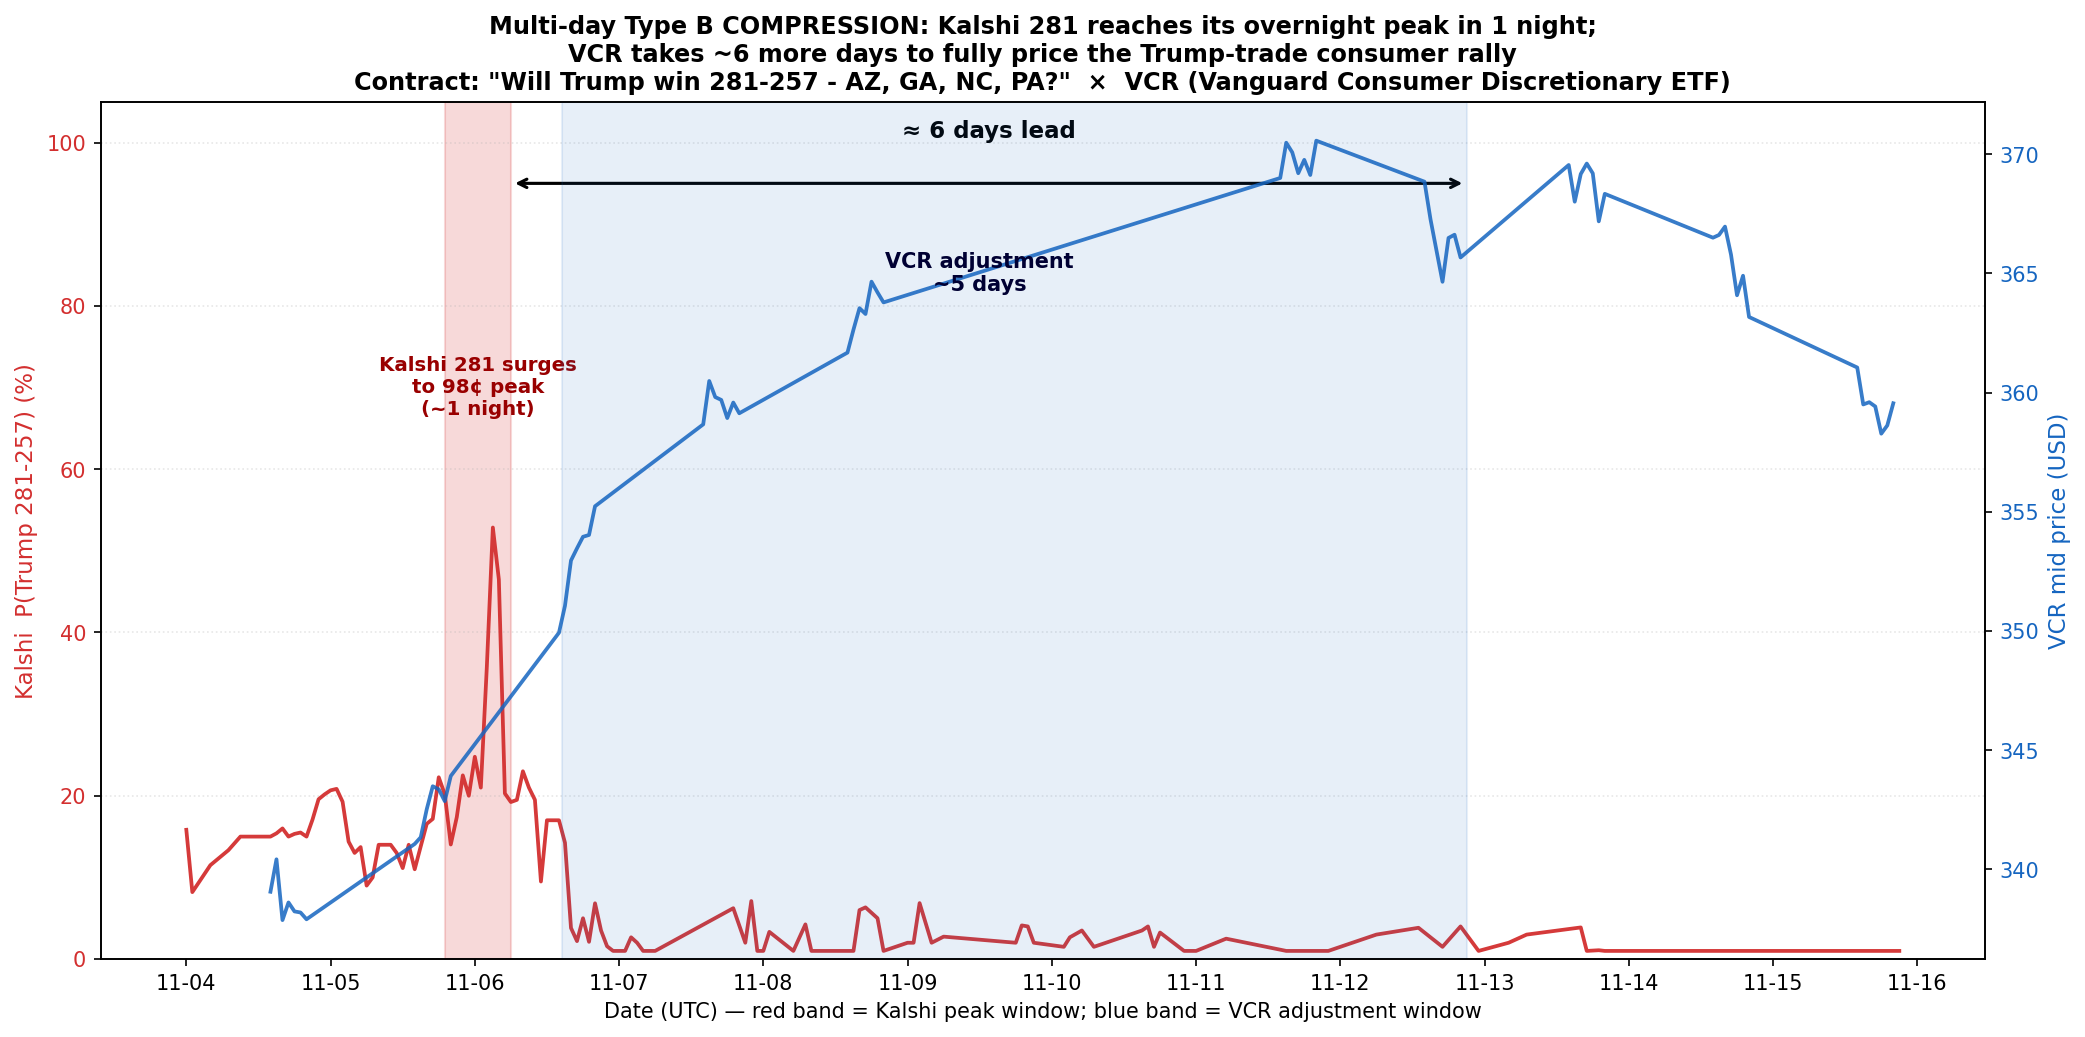 Multi-day Type B COMPRESSION: Kalshi 281 reaches its overnight peak in 1 night;
VCR takes ~6 more days to fully price the Trump-trade consumer rally
Contract: "Will Trump win 281-257 - AZ, GA, NC, PA?" × VCR (Vanguard Consumer Discretionary ETF)
≈ 6 days lead
VCR adjustment
~5 days
Kalshi 281 surges
to 98¢ peak
(~1 night)
Kalshi P(Trump 281-257) (%)
100
80
60
40
20
0
VCR mid price (USD)
370
365
360
355
350
345
340
11-04
11-05
11-06
11-07
11-08
11-09
11-10
11-11
11-12
11-13
11-14
11-15
11-16
Date (UTC) — red band = Kalshi peak window; blue band = VCR adjustment window